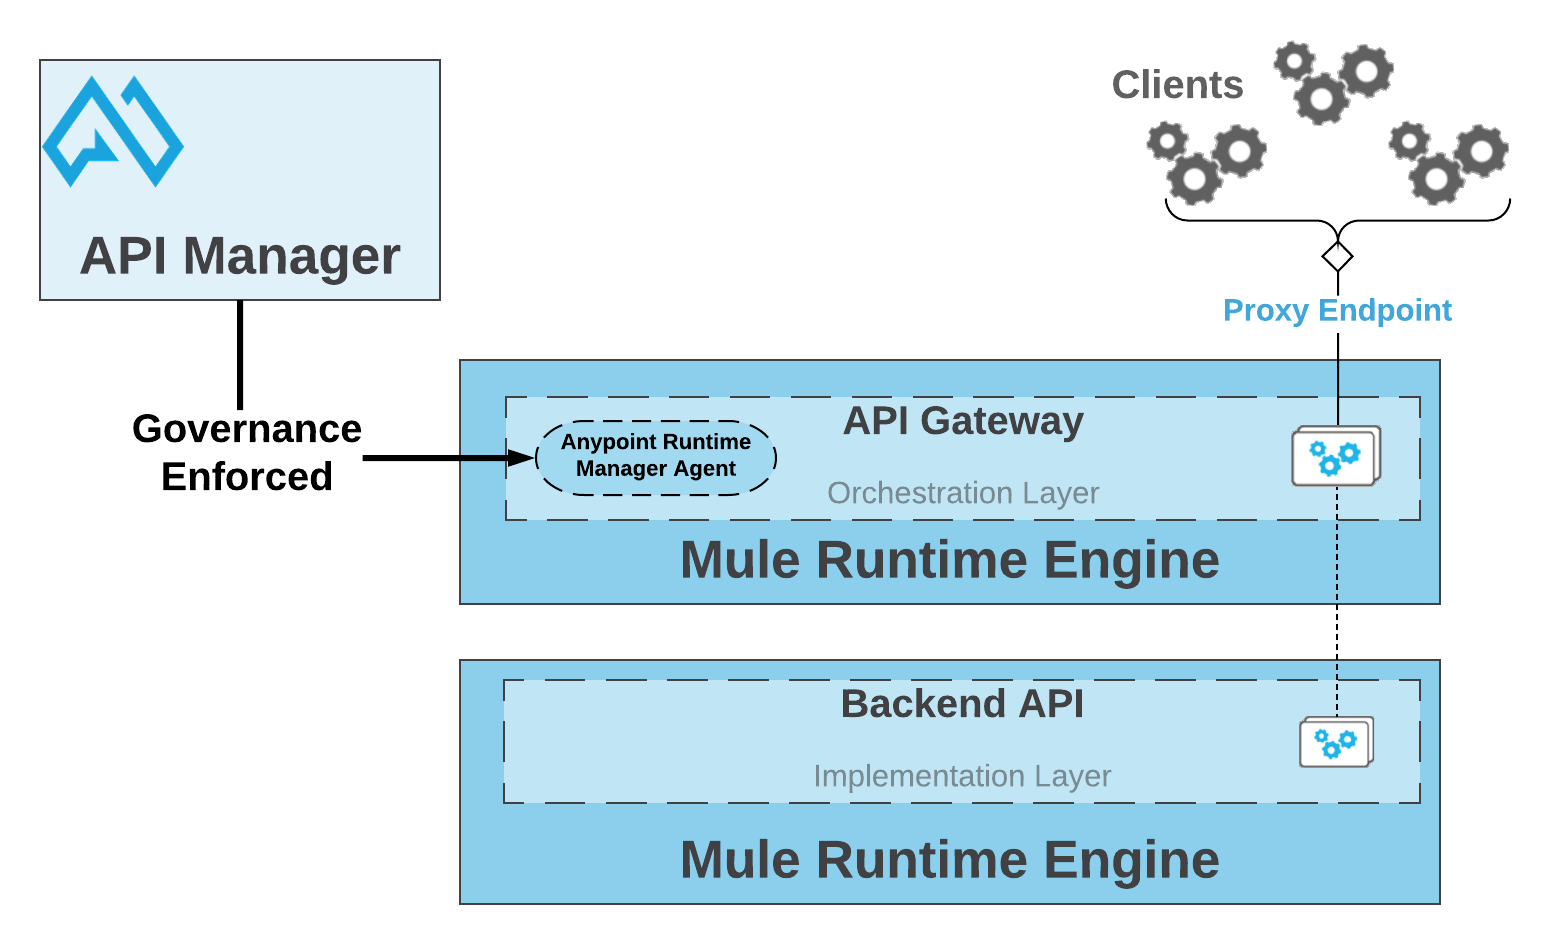 Clients
API Manager
Proxy Endpoint
Governance
Enforced
API Gateway
Anypoint Runtime
Manager Agent
Orchestration Layer
Mule Runtime Engine
Backend API
Implementation Layer
Mule Runtime Engine